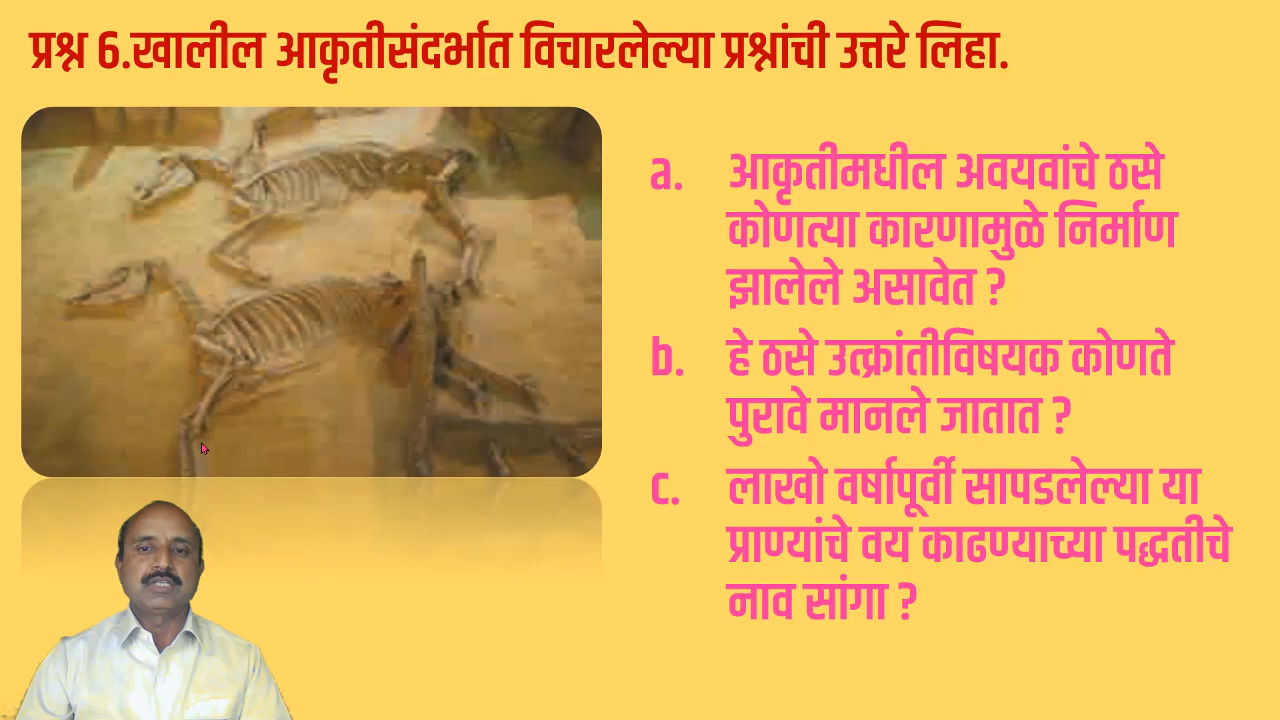 प्रश्न 6.खालील आकृतीसंदर्भात विचारलेल्या प्रश्नांची उत्तरे लिहा.
a. आकृतीमधील अवयवांचे ठसे
कोणत्या कारणामुळे निर्माण
झालेले असावेत ?
b. हे ठसे उत्क्रांतीविषयक कोणते
पुरावे मानले जातात ?
c. लाखो वर्षापूर्वी सापडलेल्या या
प्राण्यांचे वय काढण्याच्या पद्धतीचे
नाव सांगा ?